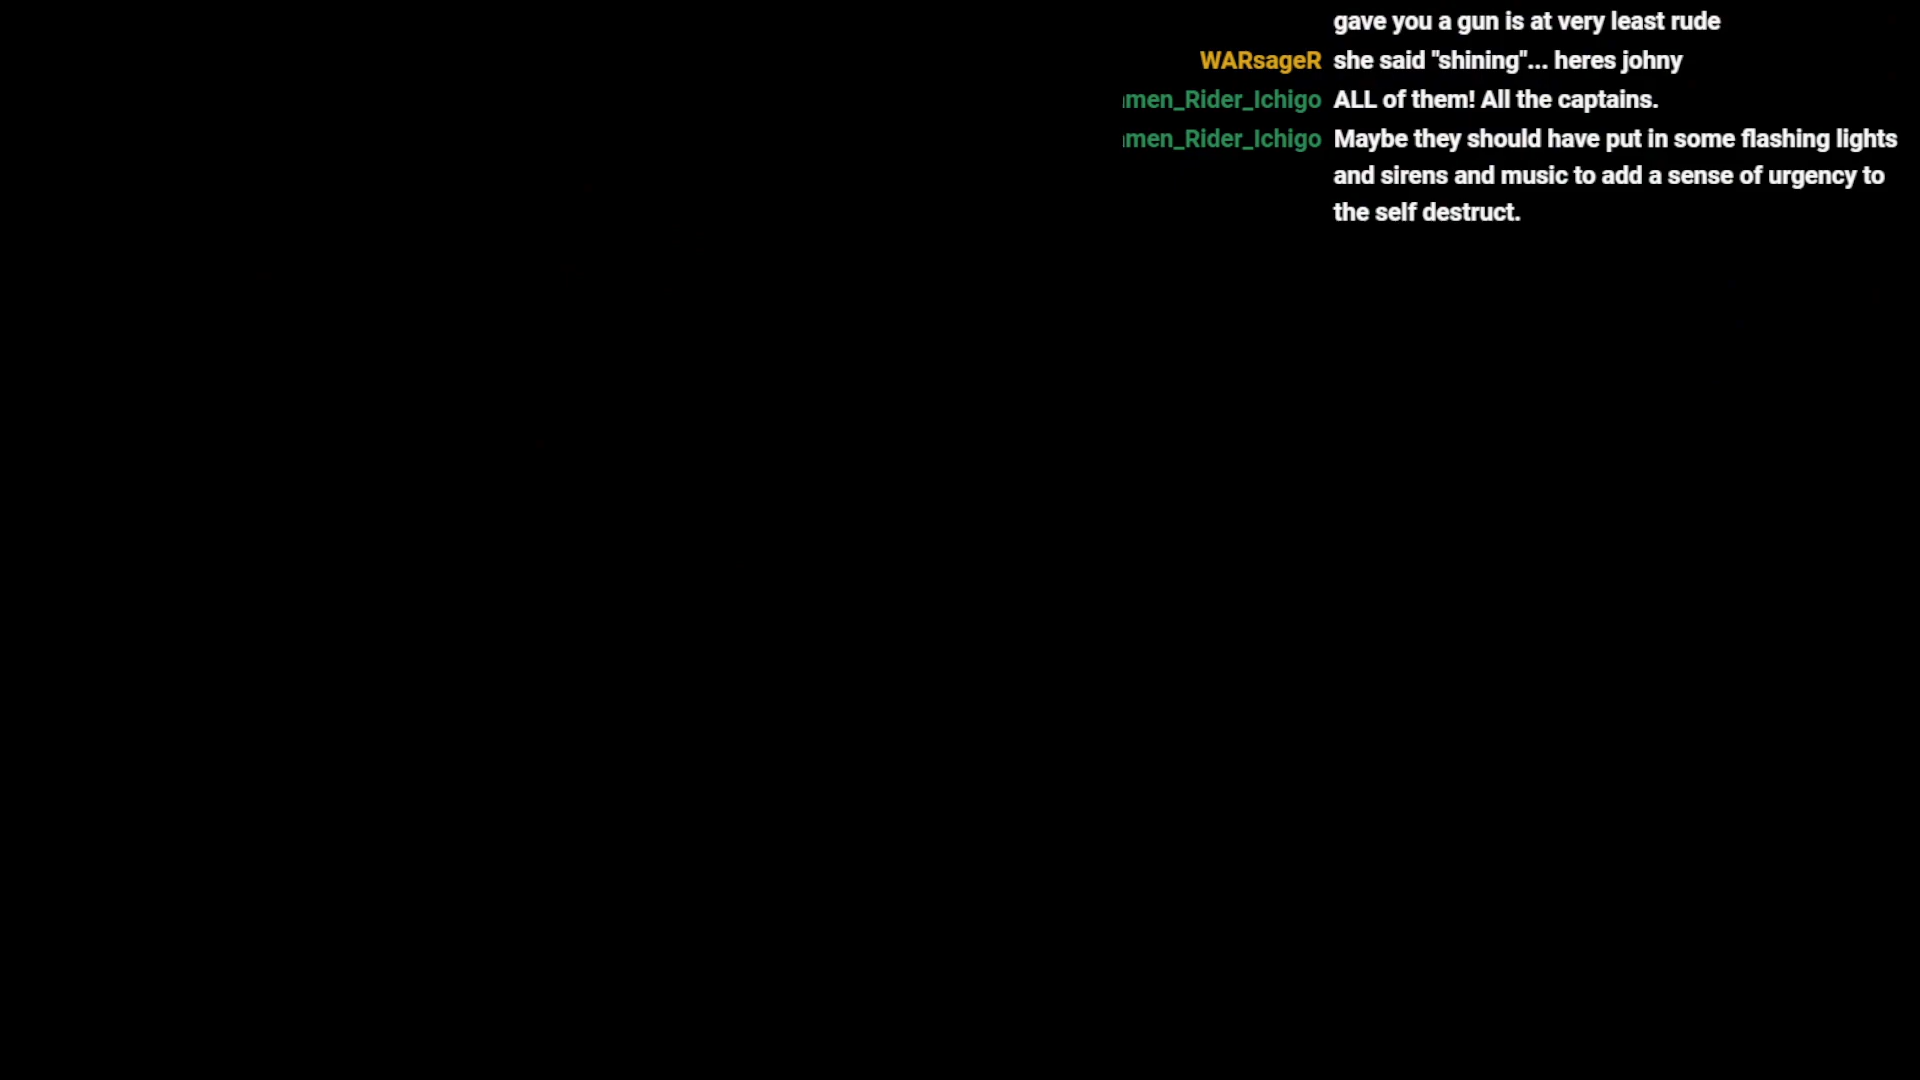 gave you a gun is at very least rude
WARsageR she said "shining"... heres johny
men_Rider_Ichigo ALL of them! All the captains.
men_Rider_Ichigo Maybe they should have put in some flashing lights
and sirens and music to add a sense of urgency to
the self destruct.